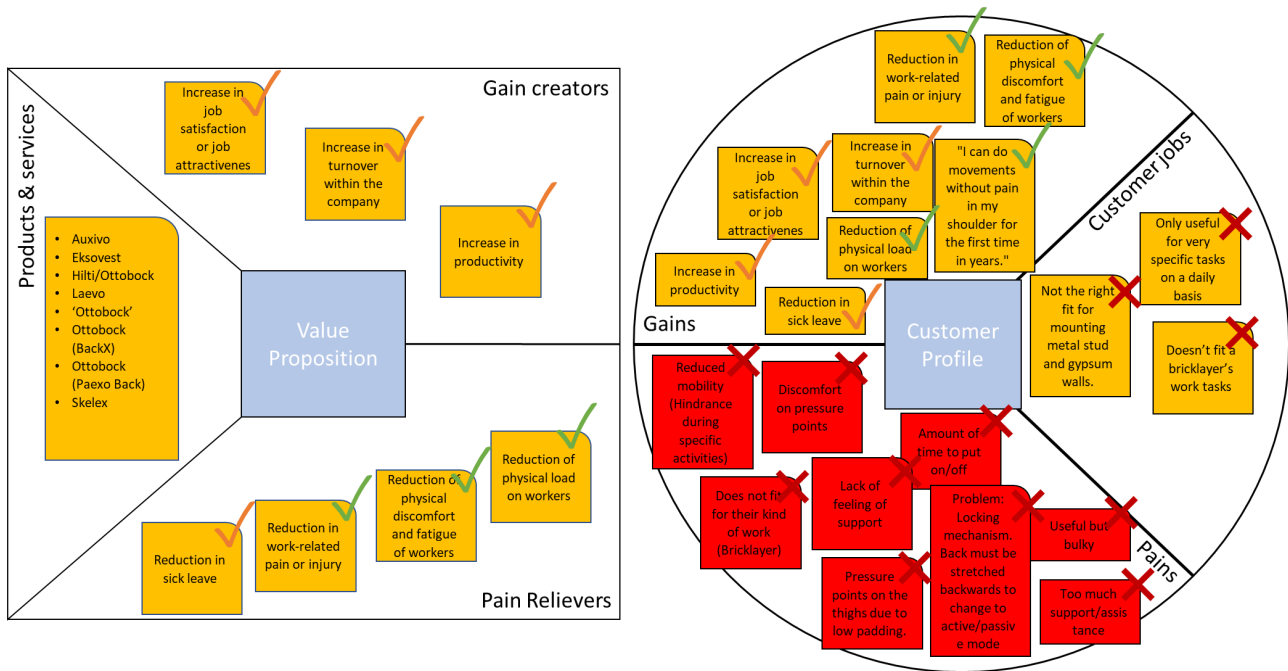 Products & services
Gain creators
Increase in
job
satisfaction
or job
attractivenes
Increase in
turnover
within the
company
Increase in
productivity
• Auxivo
• Eksovest
• Hilti/Ottobock
• Laevo
• ‘Ottobock’
• Ottobock
(BackX)
• Ottobock
(Paexo Back)
• Skelex
Value
Proposition
Reduction in
sick leave
Reduction in
work-related
pain or injury
Reduction of
physical
discomfort
and fatigue
of workers
Reduction of
physical load
on workers
Pain Relievers
Reduction in
work-related
pain or injury
Reduction of
physical
discomfort
and fatigue
of workers
Increase in
job
satisfaction
or job
attractivenes
Increase in
turnover
within the
company
"I can do
movements
without pain
in my
shoulder for
the first time
in years."
Reduction of
physical load
on workers
Increase in
productivity
Reduction in
sick leave
Gains
Customer
Profile
Customer jobs
Only useful
for very
specific tasks
on a daily
basis
Not the right
fit for
mounting
metal stud
and gypsum
walls.
Doesn’t fit a
bricklayer’s
work tasks
Reduced
mobility
(Hindrance
during
specific
activities)
Discomfort
on pressure
points
Amount of
time to put
on/off
Does not fit
for their kind
of work
(Bricklayer)
Lack of
feeling of
support
Problem:
Locking
mechanism.
Back must be
stretched
backwards to
change to
active/passiv
e mode
Useful but
bulky
Pains
Pressure
points on the
thighs due to
low padding.
Too much
support/assis
tance